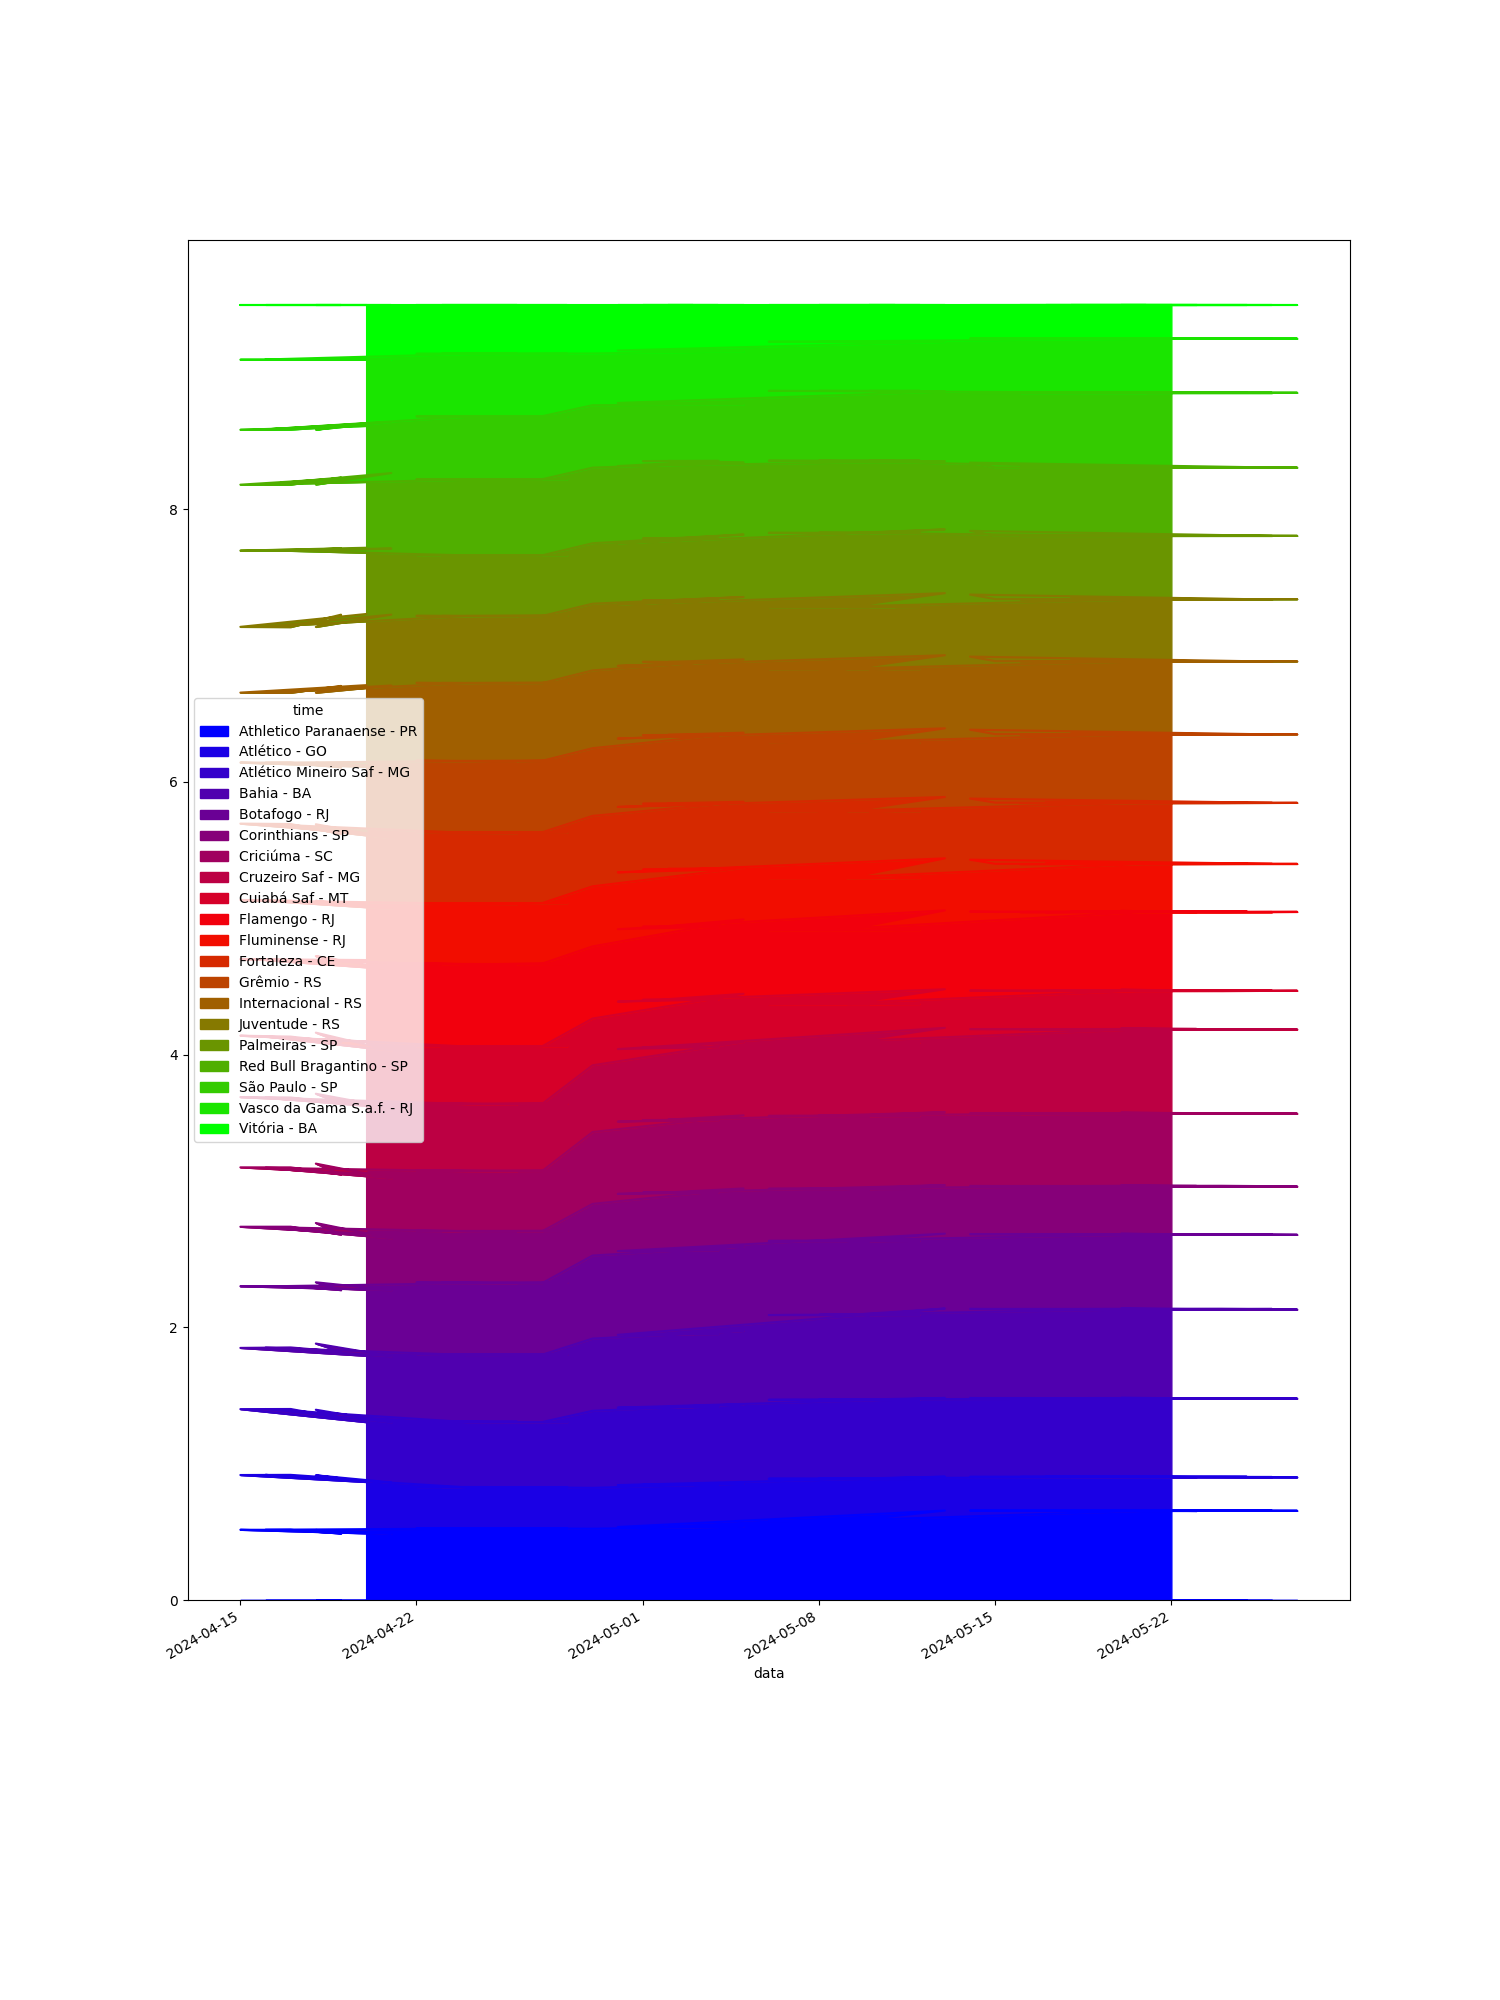 8
6
4
2
0
time
Athletico Paranaense - PR
Atlético - GO
Atlético Mineiro Saf - MG
Bahia - BA
Botafogo - RJ
Corinthians - SP
Criciúma - SC
Cruzeiro Saf - MG
Cuiabá Saf - MT
Flamengo - RJ
Fluminense - RJ
Fortaleza - CE
Grêmio - RS
Internacional - RS
Juventude - RS
Palmeiras - SP
Red Bull Bragantino - SP
São Paulo - SP
Vasco da Gama S.a.f. - RJ
Vitória - BA
2024-04-15
2024-04-22
2024-05-01
2024-05-08
2024-05-15
2024-05-22
data